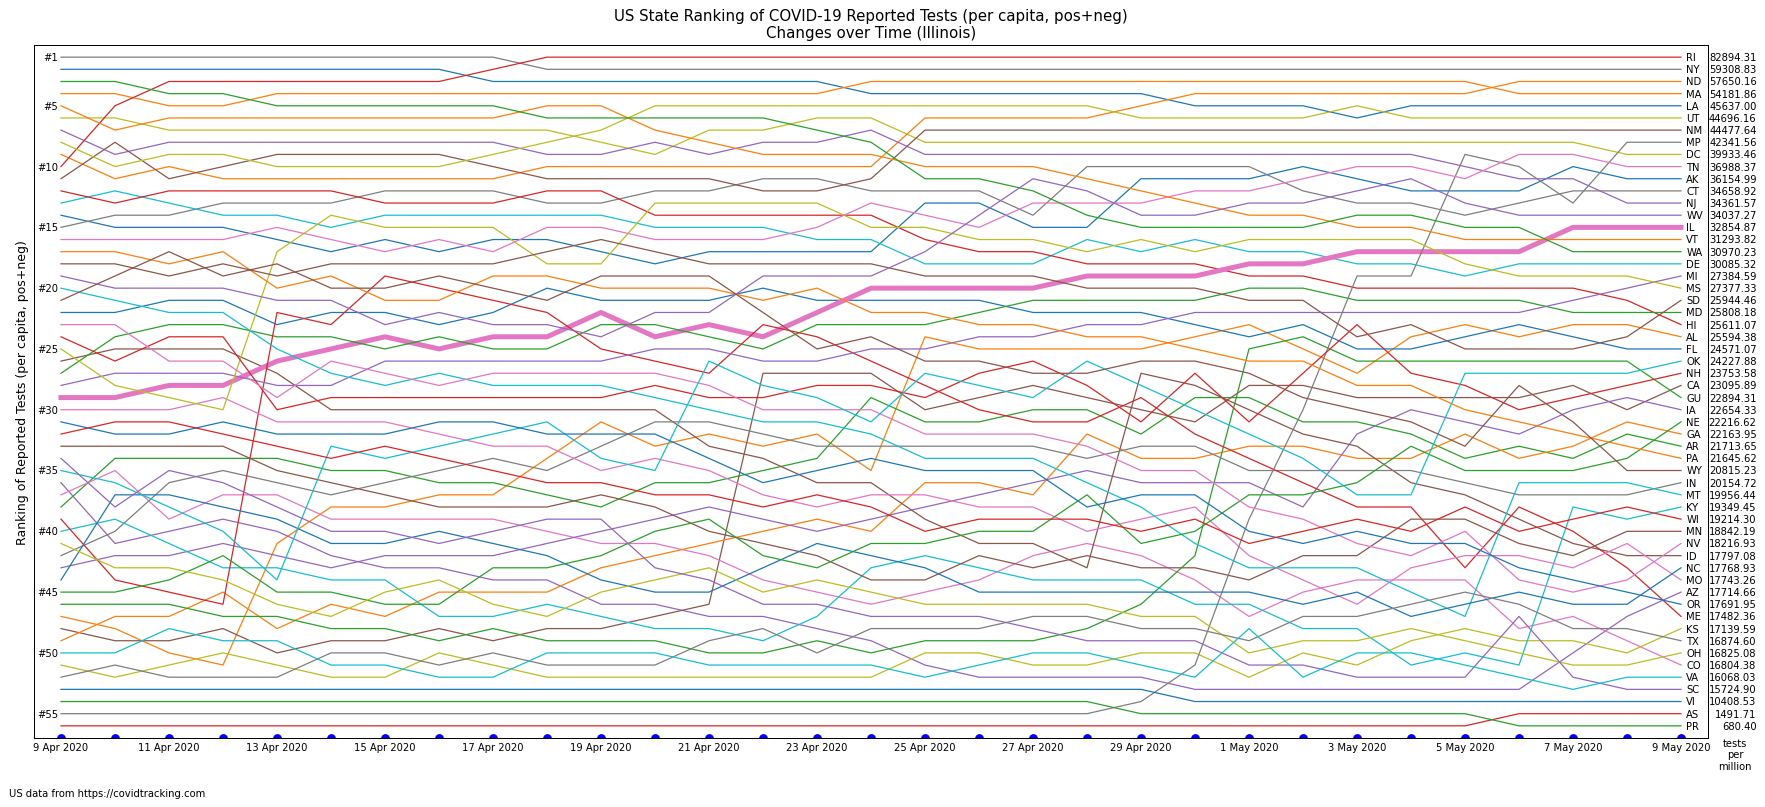 US State Ranking of COVID-19 Reported Tests (per capita, pos+neg)
Changes over Time (Illinois)
Ranking of Reported Tests (per capita, pos+neg)
#1
#5
#10
#15
#20
#25
#30
#35
#40
#45
#50
#55
RI 82894.31
NY 59308.83
ND 57650.16
MA 54181.86
LA 45637.00
UT 44696.16
NM 44477.64
MP 42341.56
DC 39933.46
TN 36988.37
AK 36154.99
CT 34658.92
NJ 34361.57
WV 34037.27
IL 32854.87
VT 31293.82
WA 30970.23
DE 30085.32
MI 27384.59
MS 27377.33
SD 25944.46
MD 25808.18
HI 25611.07
AL 25594.38
FL 24571.07
OK 24227.88
NH 23753.58
CA 23095.89
GU 22894.31
IA 22654.33
NE 22216.62
GA 22163.95
AR 21713.65
PA 21645.62
WY 20815.23
IN 20154.72
MT 19956.44
KY 19349.45
WI 19214.30
MN 18842.19
NV 18216.93
ID 17797.08
NC 17768.93
MO 17743.26
AZ 17714.66
OR 17691.95
ME 17482.36
KS 17139.59
TX 16874.60
OH 16825.08
CO 16804.38
VA 16068.03
SC 15724.90
VI 10408.53
AS 1491.71
PR 680.40
9 Apr 2020 11 Apr 2020 13 Apr 2020 15 Apr 2020 17 Apr 2020 19 Apr 2020 21 Apr 2020 23 Apr 2020 25 Apr 2020 27 Apr 2020 29 Apr 2020 1 May 2020 3 May 2020 5 May 2020 7 May 2020 9 May 2020
tests
per
million
US data from https://covidtracking.com